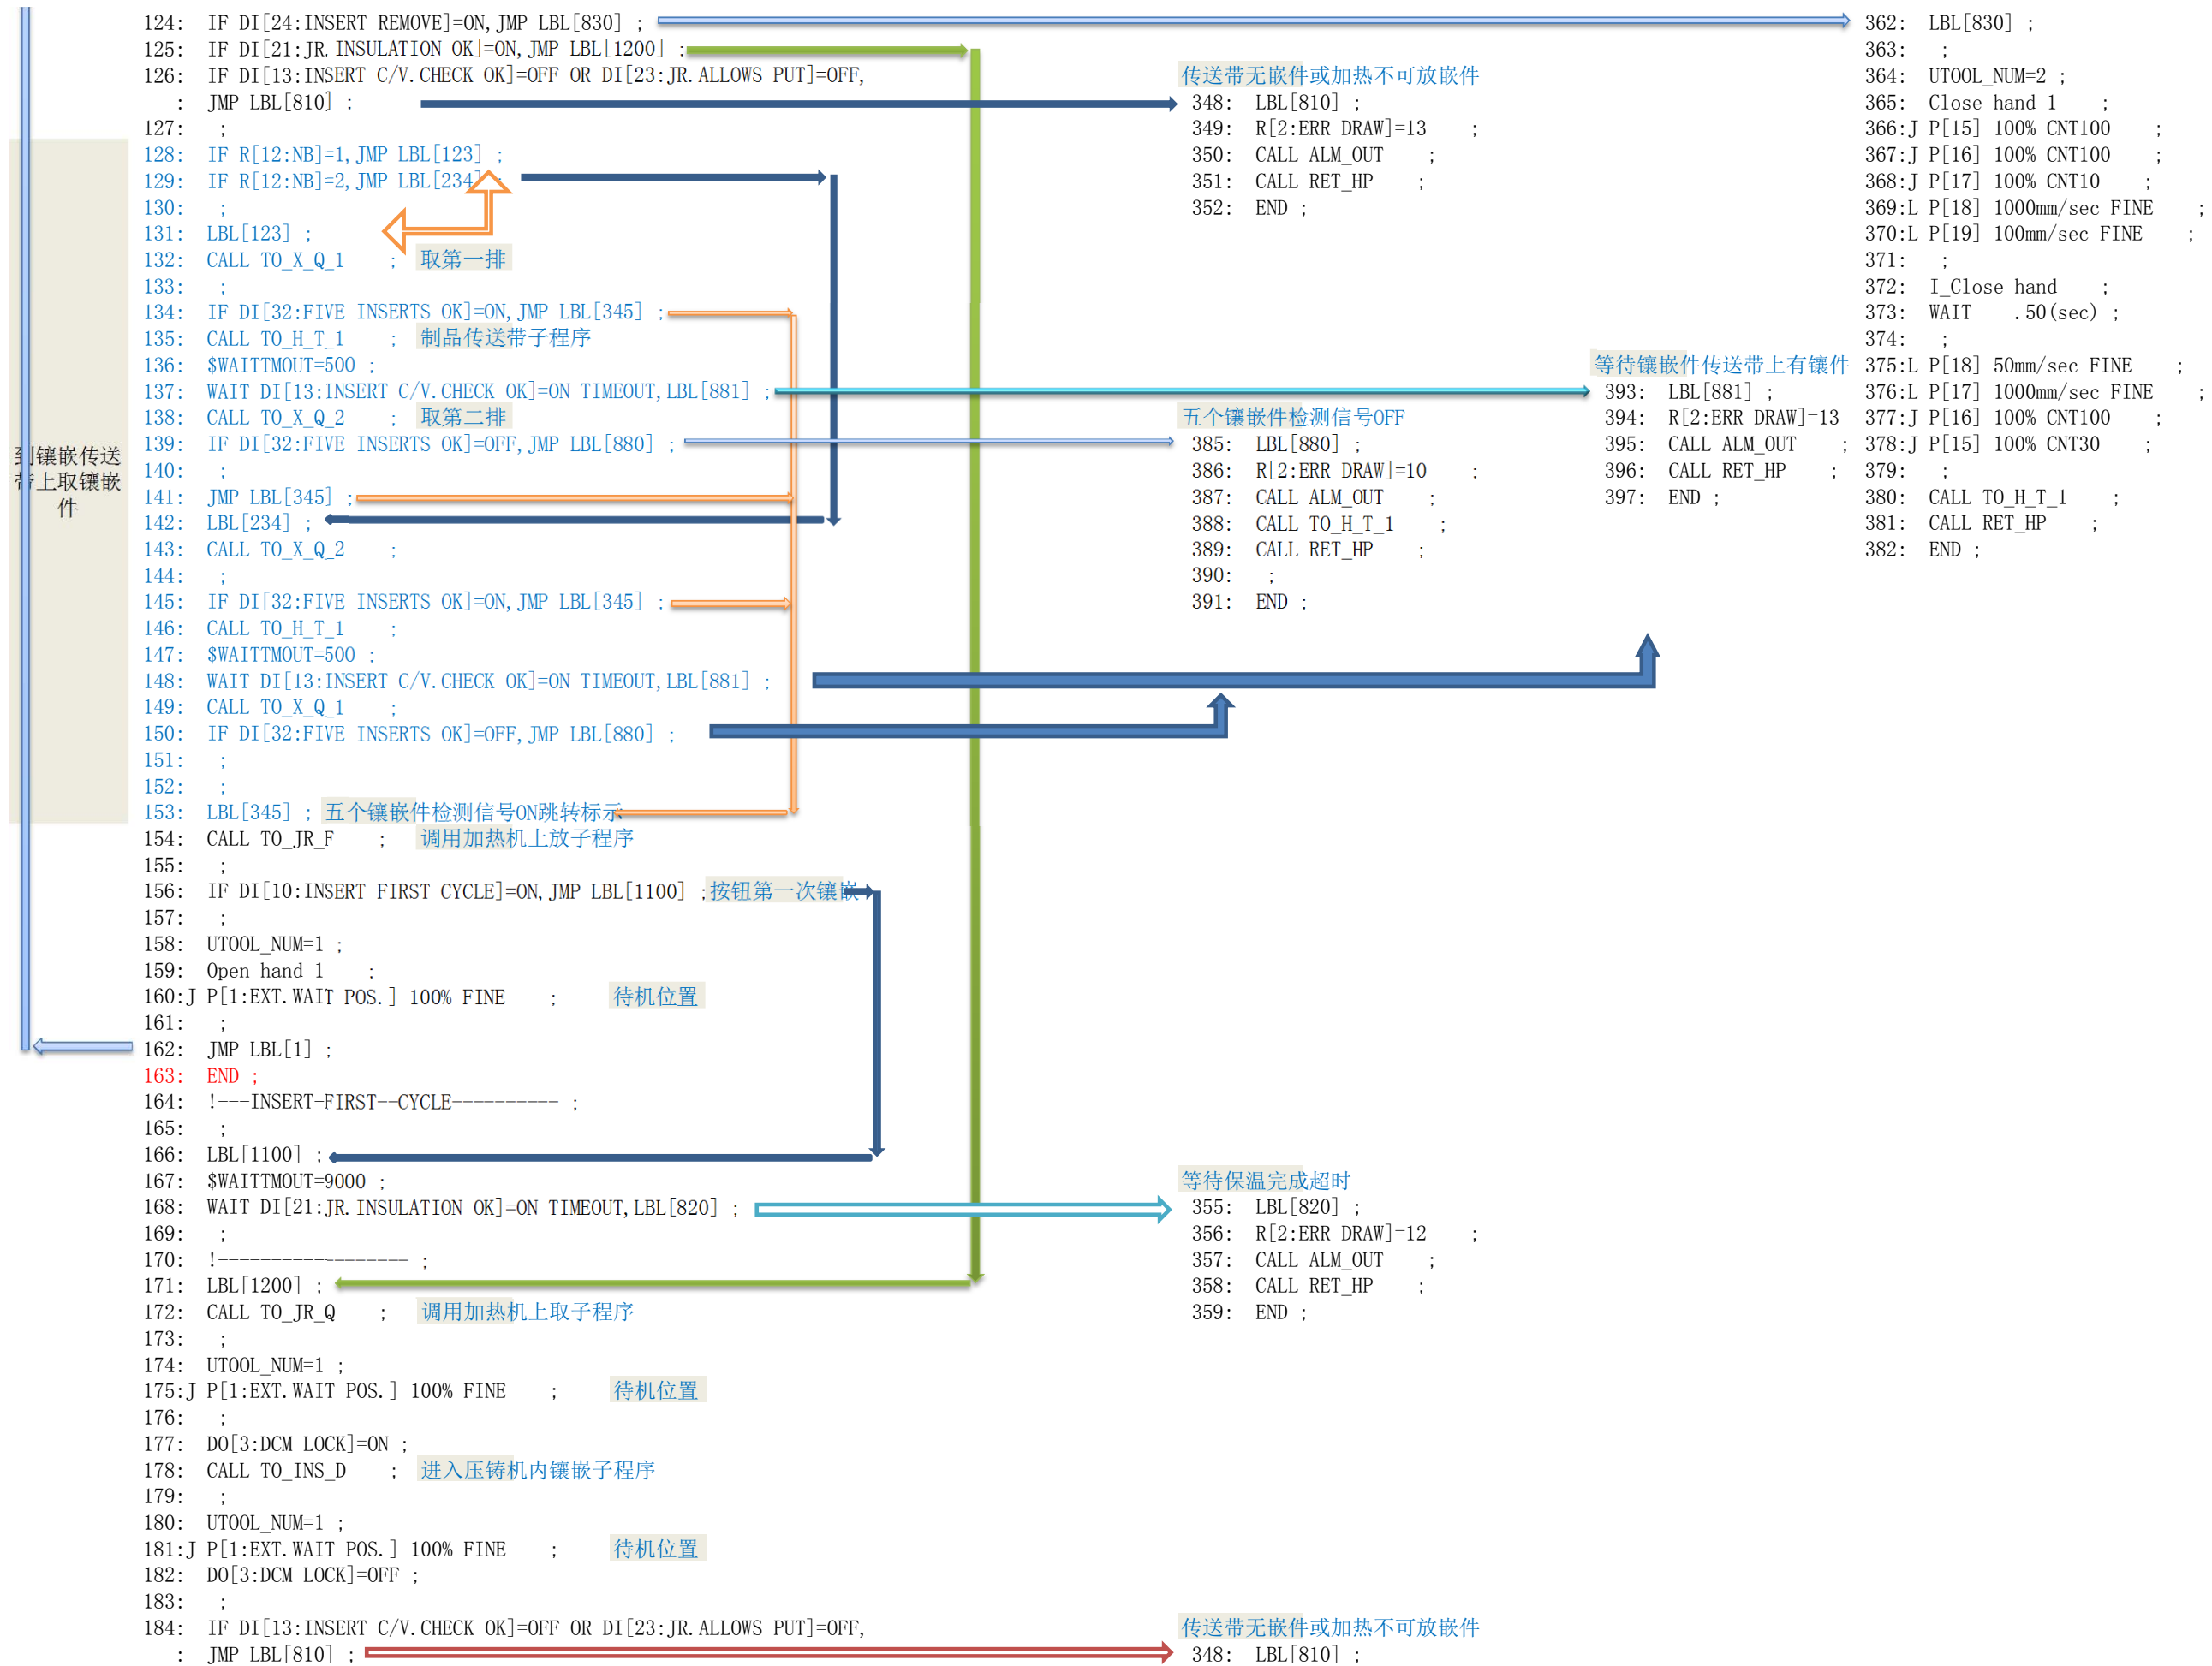 124:  IF DI[24:INSERT REMOVE]=ON,JMP LBL[830] ;
125:  IF DI[21:JR.INSULATION OK]=ON,JMP LBL[1200] ;
126:  IF DI[13:INSERT C/V.CHECK OK]=OFF OR DI[23:JR.ALLOWS PUT]=OFF,
:  JMP LBL[810] ;
127:   ;
到镶嵌传送
带上取镶嵌
件
128:  IF R[12:NB]=1,JMP LBL[123] ;
129:  IF R[12:NB]=2,JMP LBL[234] ;
130:   ;
131:  LBL[123] ;
132:  CALL TO_X_Q_1    ;  取第一排
133:   ;
134:  IF DI[32:FIVE INSERTS OK]=ON,JMP LBL[345] ;
135:  CALL TO_H_T_1    ;  制品传送带子程序
136:  $WAITTMOUT=500 ;
137:  WAIT DI[13:INSERT C/V.CHECK OK]=ON TIMEOUT,LBL[881] ;
138:  CALL TO_X_Q_2    ;  取第二排
139:  IF DI[32:FIVE INSERTS OK]=OFF,JMP LBL[880] ;
140:   ;
141:  JMP LBL[345] ;
142:  LBL[234] ;
143:  CALL TO_X_Q_2    ;
144:   ;
145:  IF DI[32:FIVE INSERTS OK]=ON,JMP LBL[345] ;
146:  CALL TO_H_T_1    ;
147:  $WAITTMOUT=500 ;
148:  WAIT DI[13:INSERT C/V.CHECK OK]=ON TIMEOUT,LBL[881] ;
149:  CALL TO_X_Q_1    ;
150:  IF DI[32:FIVE INSERTS OK]=OFF,JMP LBL[880] ;
151:   ;
152:   ;
153:  LBL[345] ; 五个镶嵌件检测信号ON跳转标示
154:  CALL TO_JR_F    ;  调用加热机上放子程序
155:   ;
156:  IF DI[10:INSERT FIRST CYCLE]=ON,JMP LBL[1100] ;按钮第一次镶嵌
157:   ;
158:  UTOOL_NUM=1 ;
159:  Open hand 1    ;
160:J P[1:EXT.WAIT POS.] 100% FINE    ;  待机位置
161:   ;
162:  JMP LBL[1] ;
163:  END ;
164:  !---INSERT-FIRST--CYCLE---------- ;
165:   ;
166:  LBL[1100] ;
167:  $WAITTMOUT=9000 ;
168:  WAIT DI[21:JR.INSULATION OK]=ON TIMEOUT,LBL[820] ;
169:   ;
170:  !------------------ ;
171:  LBL[1200] ;
172:  CALL TO_JR_Q    ;  调用加热机上取子程序
173:   ;
174:  UTOOL_NUM=1 ;
175:J P[1:EXT.WAIT POS.] 100% FINE    ;  待机位置
176:   ;
177:  DO[3:DCM LOCK]=ON ;
178:  CALL TO_INS_D    ;  进入压铸机内镶嵌子程序
179:   ;
180:  UTOOL_NUM=1 ;
181:J P[1:EXT.WAIT POS.] 100% FINE    ;  待机位置
182:  DO[3:DCM LOCK]=OFF ;
183:   ;
184:  IF DI[13:INSERT C/V.CHECK OK]=OFF OR DI[23:JR.ALLOWS PUT]=OFF,
:  JMP LBL[810] ;
传送带无嵌件或加热不可放嵌件
348:  LBL[810] ;
349:  R[2:ERR DRAW]=13    ;
350:  CALL ALM_OUT    ;
351:  CALL RET_HP    ;
352:  END ;
五个镶嵌件检测信号OFF
385:  LBL[880] ;
386:  R[2:ERR DRAW]=10    ;
387:  CALL ALM_OUT    ;
388:  CALL TO_H_T_1    ;
389:  CALL RET_HP    ;
390:   ;
391:  END ;
等待保温完成超时
355:  LBL[820] ;
356:  R[2:ERR DRAW]=12    ;
357:  CALL ALM_OUT    ;
358:  CALL RET_HP    ;
359:  END ;
传送带无嵌件或加热不可放嵌件
348:  LBL[810] ;
等待镶嵌件传送带上有镶件
393:  LBL[881] ;
394:  R[2:ERR DRAW]=13
395:  CALL ALM_OUT    ;
396:  CALL RET_HP    ;
397:  END ;
362:  LBL[830] ;
363:   ;
364:  UTOOL_NUM=2 ;
365:  Close hand 1    ;
366:J P[15] 100% CNT100    ;
367:J P[16] 100% CNT100    ;
368:J P[17] 100% CNT10    ;
369:L P[18] 1000mm/sec FINE    ;
370:L P[19] 100mm/sec FINE    ;
371:   ;
372:  I_Close hand    ;
373:  WAIT    .50(sec) ;
374:   ;
375:L P[18] 50mm/sec FINE    ;
376:L P[17] 1000mm/sec FINE    ;
377:J P[16] 100% CNT100    ;
378:J P[15] 100% CNT30    ;
379:   ;
380:  CALL TO_H_T_1    ;
381:  CALL RET_HP    ;
382:  END ;